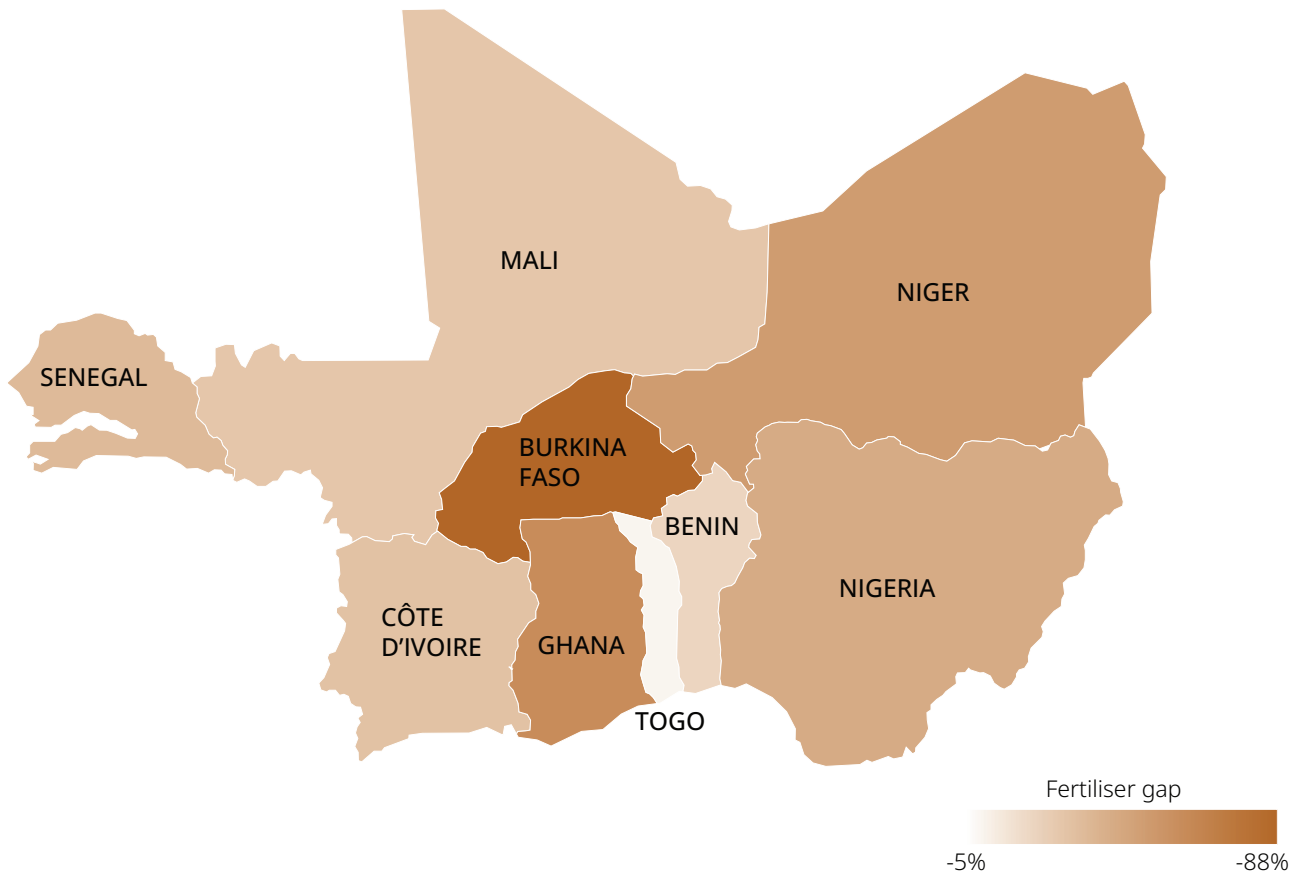 MALI
NIGER
SENEGAL
BURKINA
FASO
BENIN
NIGERIA
CÔTE
D’IVOIRE
GHANA
TOGO
Fertiliser gap
-5%
-88%